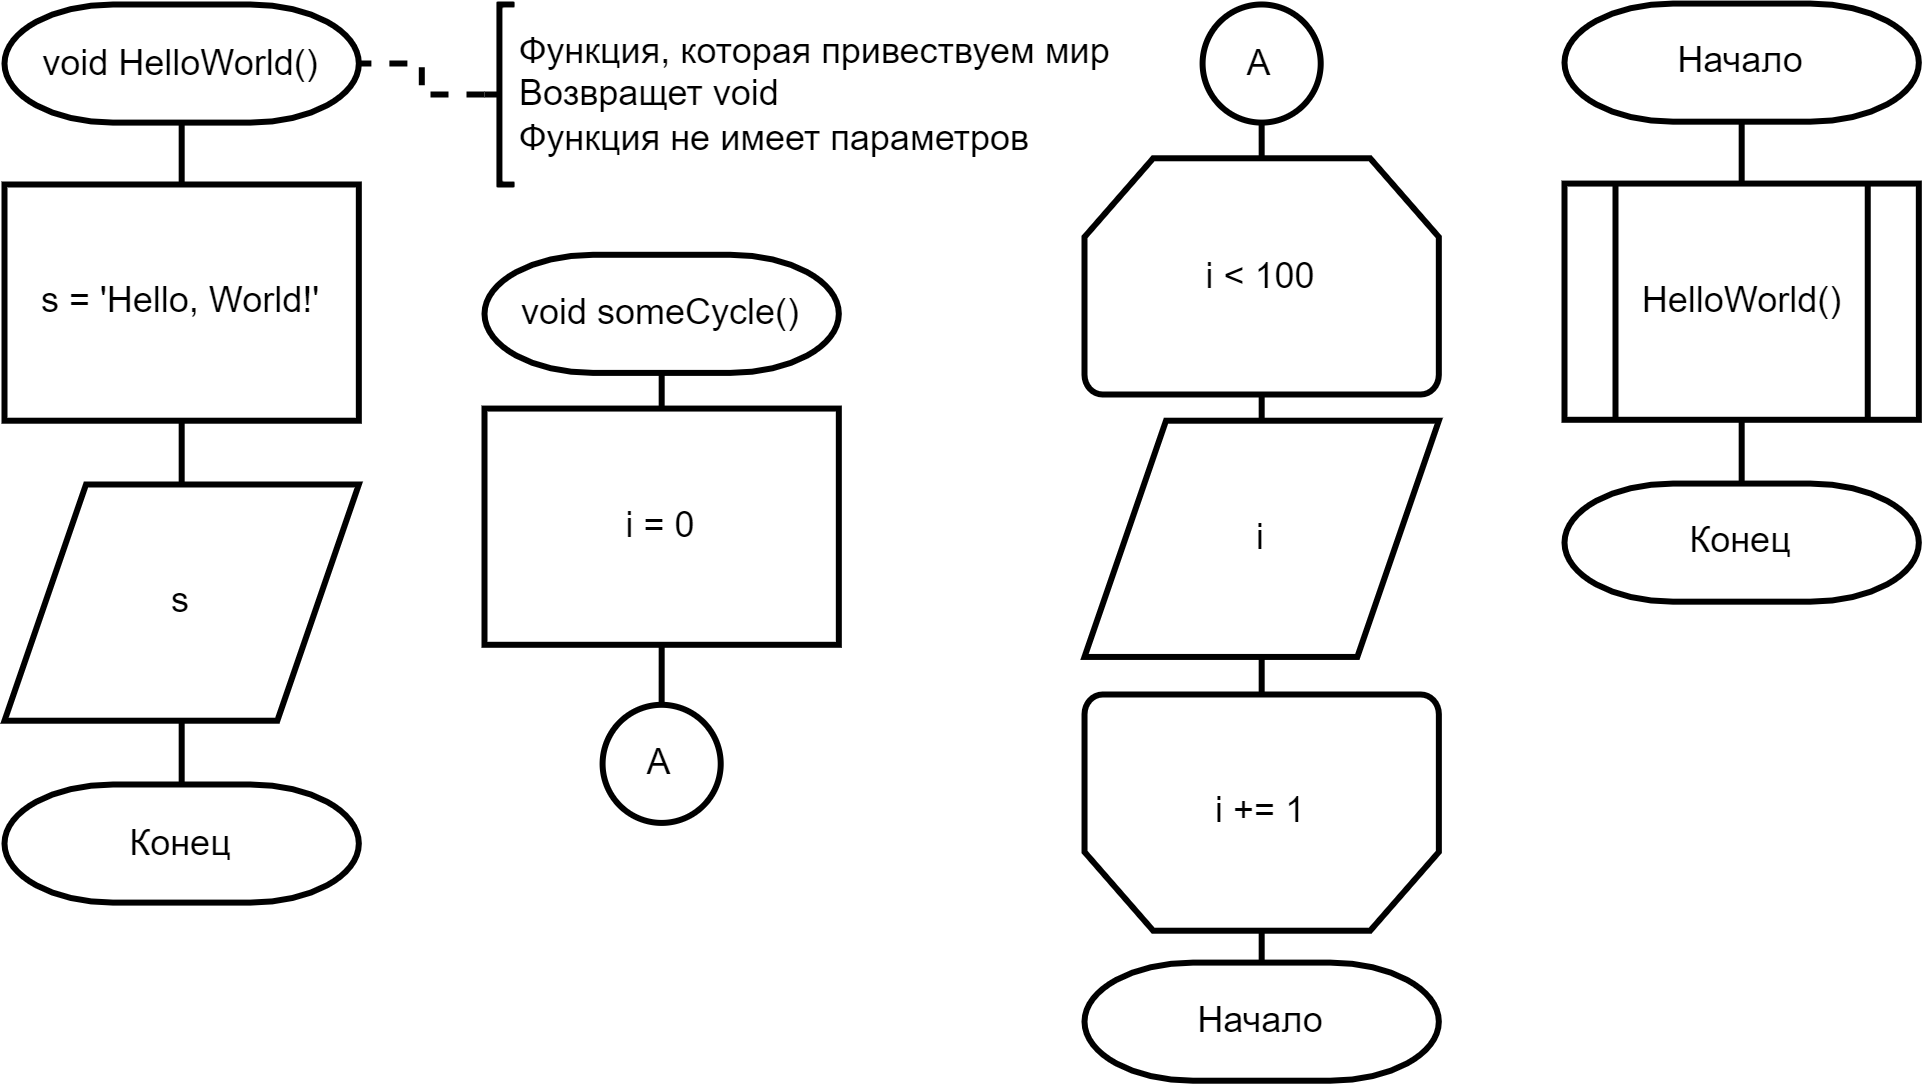 void HelloWorld()
Функция, которая привествуем мир
Возвращет void
Функция не имеет параметров
s = 'Hello, World!'
s
Конец
void someCycle()
i = 0
A
A
i < 100
i
i += 1
Начало
Начало
HelloWorld()
Конец